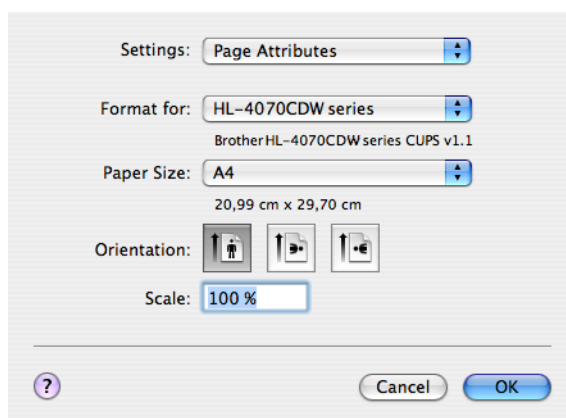 Settings: Page Attributes
Format for: HL-4070CDW series
Brother HL-4070CDW series CUPS v1.1
Paper Size: A4
20,99 cm x 29,70 cm
Orientation:
Scale: 100 %
? Cancel OK